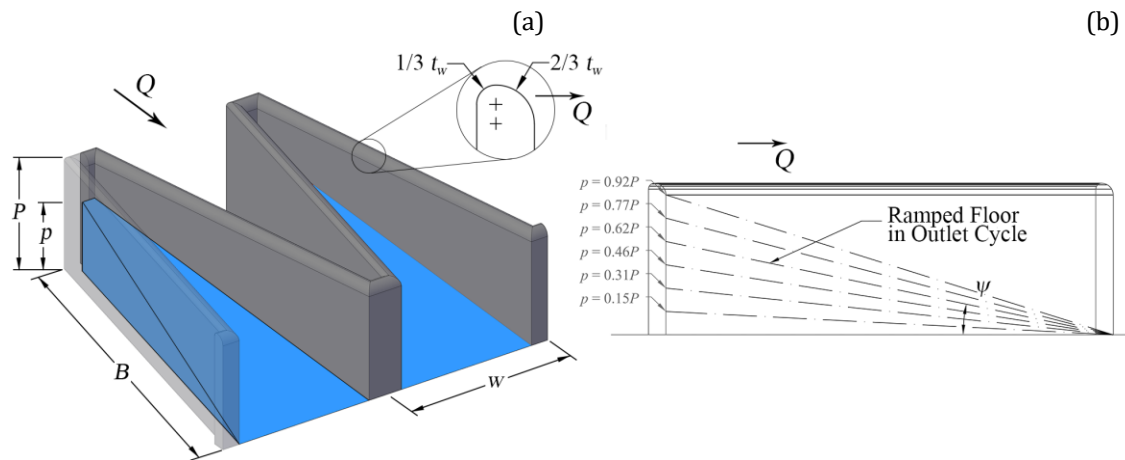 (a)
1/3 t_w
2/3 t_w
Q
Q
P
p
B
w
(b)
Q
p = 0.92P
p = 0.77P
p = 0.62P
p = 0.46P
p = 0.31P
p = 0.15P
Ramped Floor
in Outlet Cycle
ψ